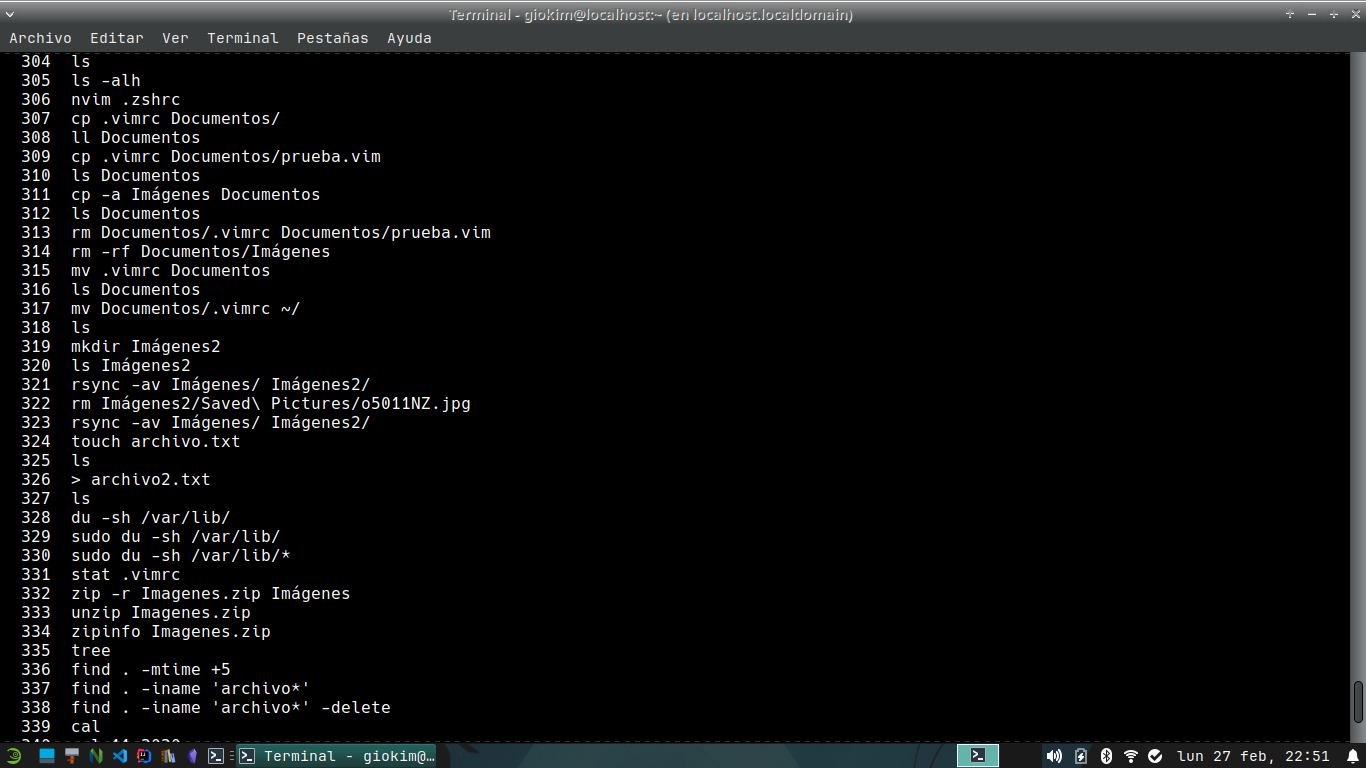 Terminal - giokim@localhost:~ (en localhost.localdomain)
Archivo Editar Ver Terminal Pestañas Ayuda
304 ls
305 ls -alh
306 nvim .zshrc
307 cp .vimrc Documentos/
308 ll Documentos
309 cp .vimrc Documentos/prueba.vim
310 ls Documentos
311 cp -a Imágenes Documentos
312 ls Documentos
313 rm Documentos/.vimrc Documentos/prueba.vim
314 rm -rf Documentos/Imágenes
315 mv .vimrc Documentos
316 ls Documentos
317 mv Documentos/.vimrc ~/
318 ls
319 mkdir Imágenes2
320 ls Imágenes2
321 rsync -av Imágenes/ Imágenes2/
322 rm Imágenes2/Saved\ Pictures/o5011NZ.jpg
323 rsync -av Imágenes/ Imágenes2/
324 touch archivo.txt
325 ls
326 > archivo2.txt
327 ls
328 du -sh /var/lib/
329 sudo du -sh /var/lib/
330 sudo du -sh /var/lib/*
331 stat .vimrc
332 zip -r Imagenes.zip Imágenes
333 unzip Imagenes.zip
334 zipinfo Imagenes.zip
335 tree
336 find . -mtime +5
337 find . -iname 'archivo*'
338 find . -iname 'archivo*' -delete
339 cal
Terminal - giokim@... lun 27 feb, 22:51